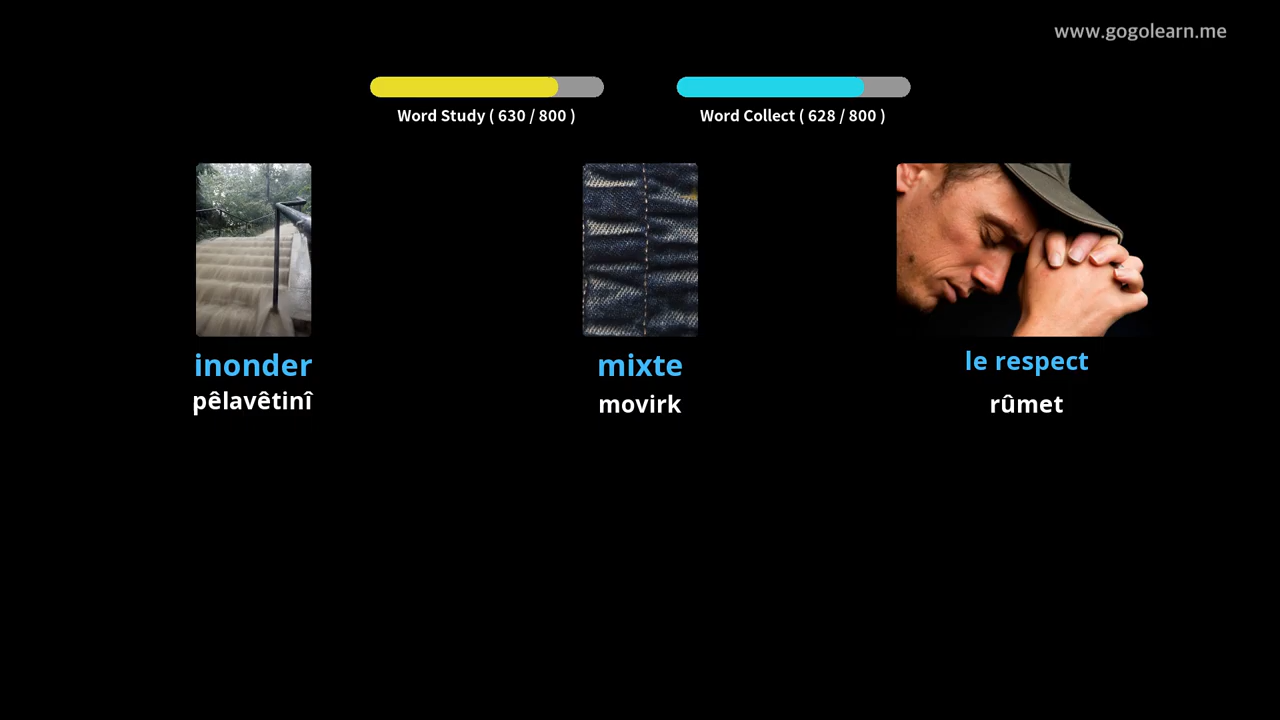 www.gogolearn.me
Word Study ( 630 / 800 )
Word Collect ( 628 / 800 )
inonder
pêlavêtinî
mixte
movirk
le respect
rûmet